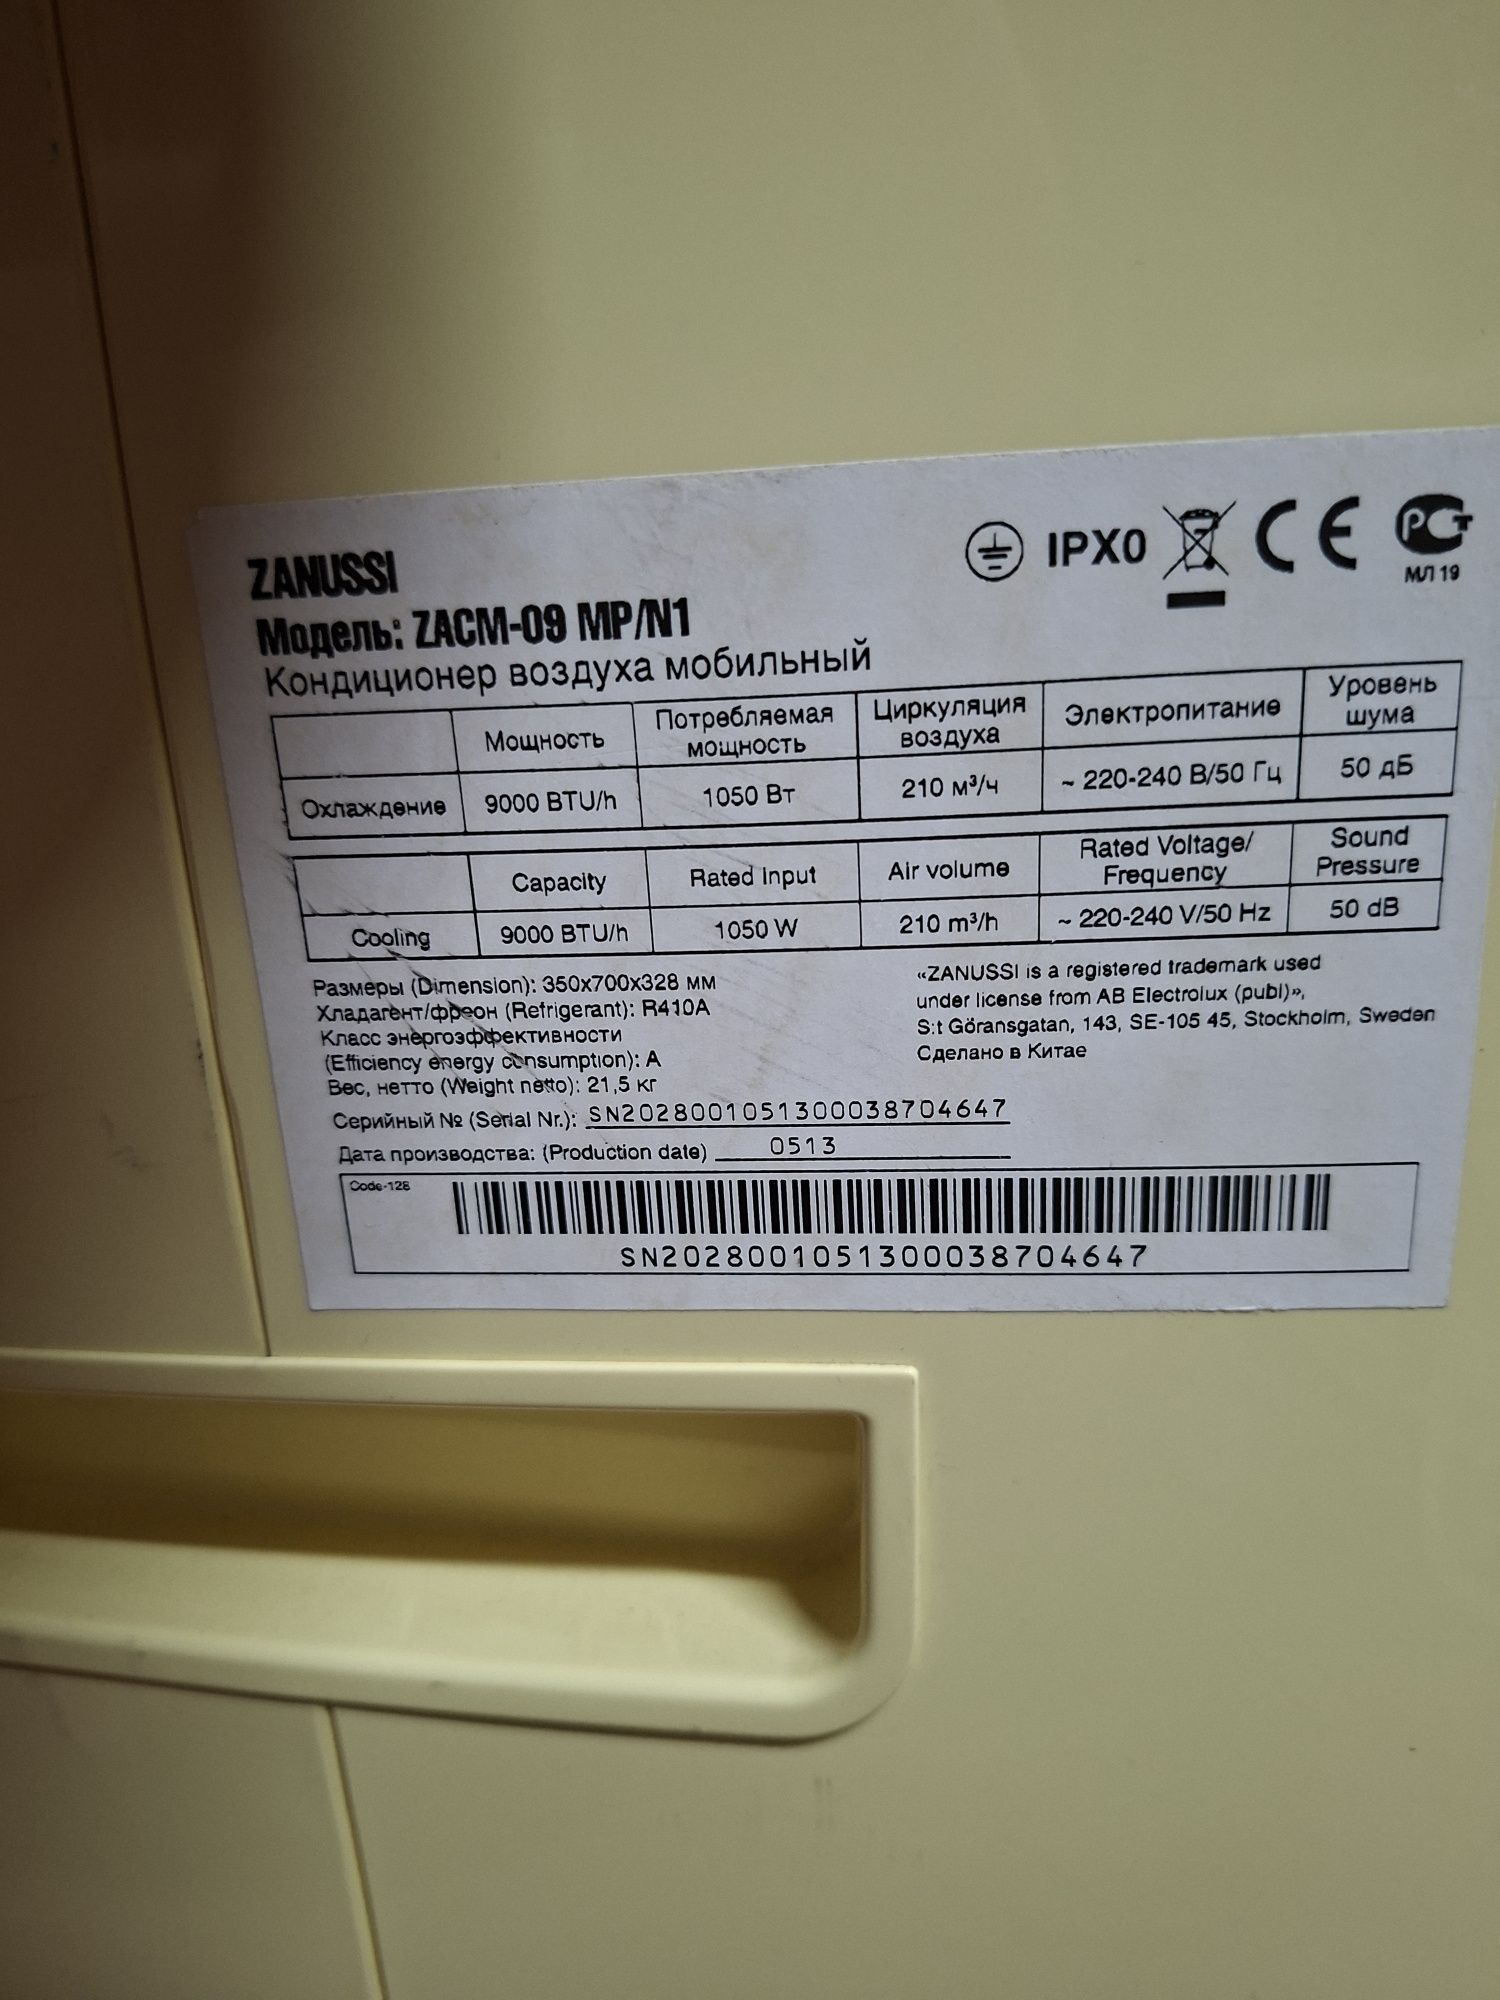 IPX0
CE
РСТ
МЛ 19
ZANUSSI
Модель: ZACM-09 MP/N1
Кондиционер воздуха мобильный
Мощность Потребляемая мощность Циркуляция воздуха Электропитание Уровень шума
Охлаждение 9000 BTU/h 1050 Вт 210 м³/ч ~ 220-240 В/50 Гц 50 дБ
Capacity Rated Input Air volume Rated Voltage/ Frequency Sound Pressure
Cooling 9000 BTU/h 1050 W 210 m³/h ~ 220-240 V/50 Hz 50 dB
Размеры (Dimension): 350x700x328 мм
Хладагент/фреон (Refrigerant): R410A
Класс энергоэффективности
(Efficiency energy consumption): A
Вес, нетто (Weight netto): 21,5 кг
«ZANUSSI is a registered trademark used
under license from AB Electrolux (publ)»,
S:t Göransgatan, 143, SE-105 45, Stockholm, Sweden
Сделано в Китае
Серийный № (Serial Nr.): SN2028001051300038704647
Дата производства: (Production date) 0513
Code-128
SN2028001051300038704647